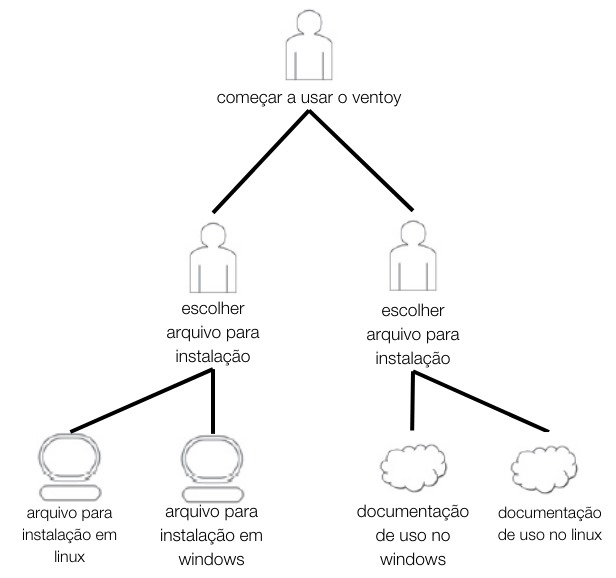 começar a usar o ventoy
escolher
arquivo para
instalação
escolher
arquivo para
instalação
arquivo para
instalação em
linux
arquivo para
instalação em
windows
documentação
de uso no
windows
documentação
de uso no linux